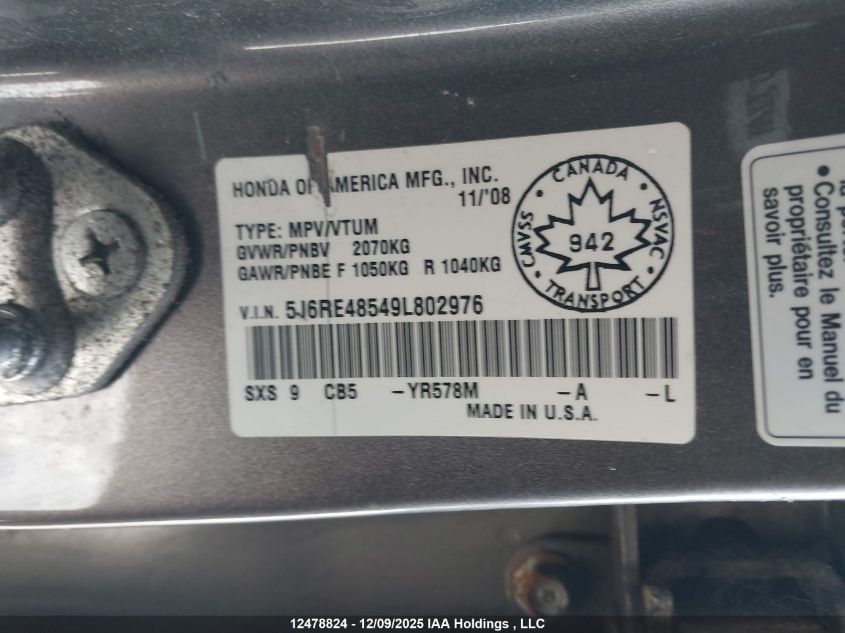 HONDA OF AMERICA MFG., INC.
11/'08
TYPE: MPV/VTUM
GVWR/PNBV 2070KG
GAWR/PNBE F 1050KG R 1040KG
V.I.N. 5J6RE48549L802976
SXS 9 CB5 -YR578M -A -L
MADE IN U.S.A.
CANADA
CMVSS NSVAC
942
TRANSPORT
• Consultez le Manuel du
propriétaire pour en
savoir plus.
12478824 - 12/09/2025 IAA Holdings , LLC